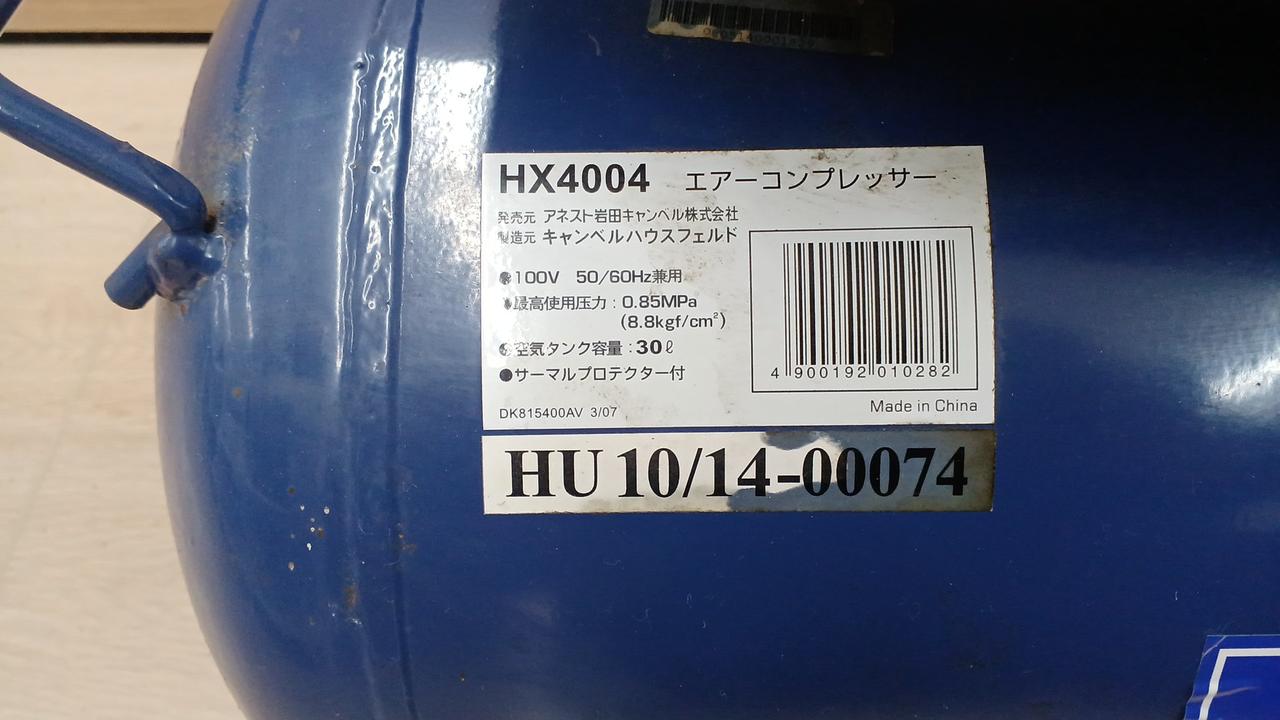 HX4004 エアーコンプレッサー
発売元 アネスト岩田キャンベル株式会社
製造元 キャンベルハウスフェルド
●100V 50/60Hz兼用
●最高使用圧力：0.85MPa
(8.8kgf/cm²)
●空気タンク容量：30ℓ
●サーマルプロテクター付
4 900192 010282
DK815400AV 3/07
Made in China
HU 10/14-00074